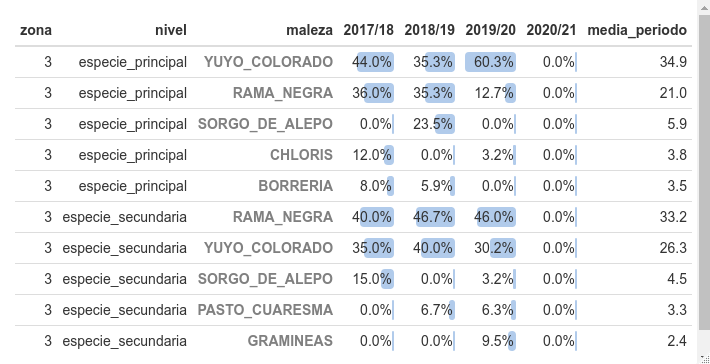 zona nivel maleza 2017/18 2018/19 2019/20 2020/21 media_periodo
3 especie_principal YUYO_COLORADO 44.0% 35.3% 60.3% 0.0% 34.9
3 especie_principal RAMA_NEGRA 36.0% 35.3% 12.7% 0.0% 21.0
3 especie_principal SORGO_DE_ALEPO 0.0% 23.5% 0.0% 0.0% 5.9
3 especie_principal CHLORIS 12.0% 0.0% 3.2% 0.0% 3.8
3 especie_principal BORRERIA 8.0% 5.9% 0.0% 0.0% 3.5
3 especie_secundaria RAMA_NEGRA 40.0% 46.7% 46.0% 0.0% 33.2
3 especie_secundaria YUYO_COLORADO 35.0% 40.0% 30.2% 0.0% 26.3
3 especie_secundaria SORGO_DE_ALEPO 15.0% 0.0% 3.2% 0.0% 4.5
3 especie_secundaria PASTO_CUARESMA 0.0% 6.7% 6.3% 0.0% 3.3
3 especie_secundaria GRAMINEAS 0.0% 0.0% 9.5% 0.0% 2.4